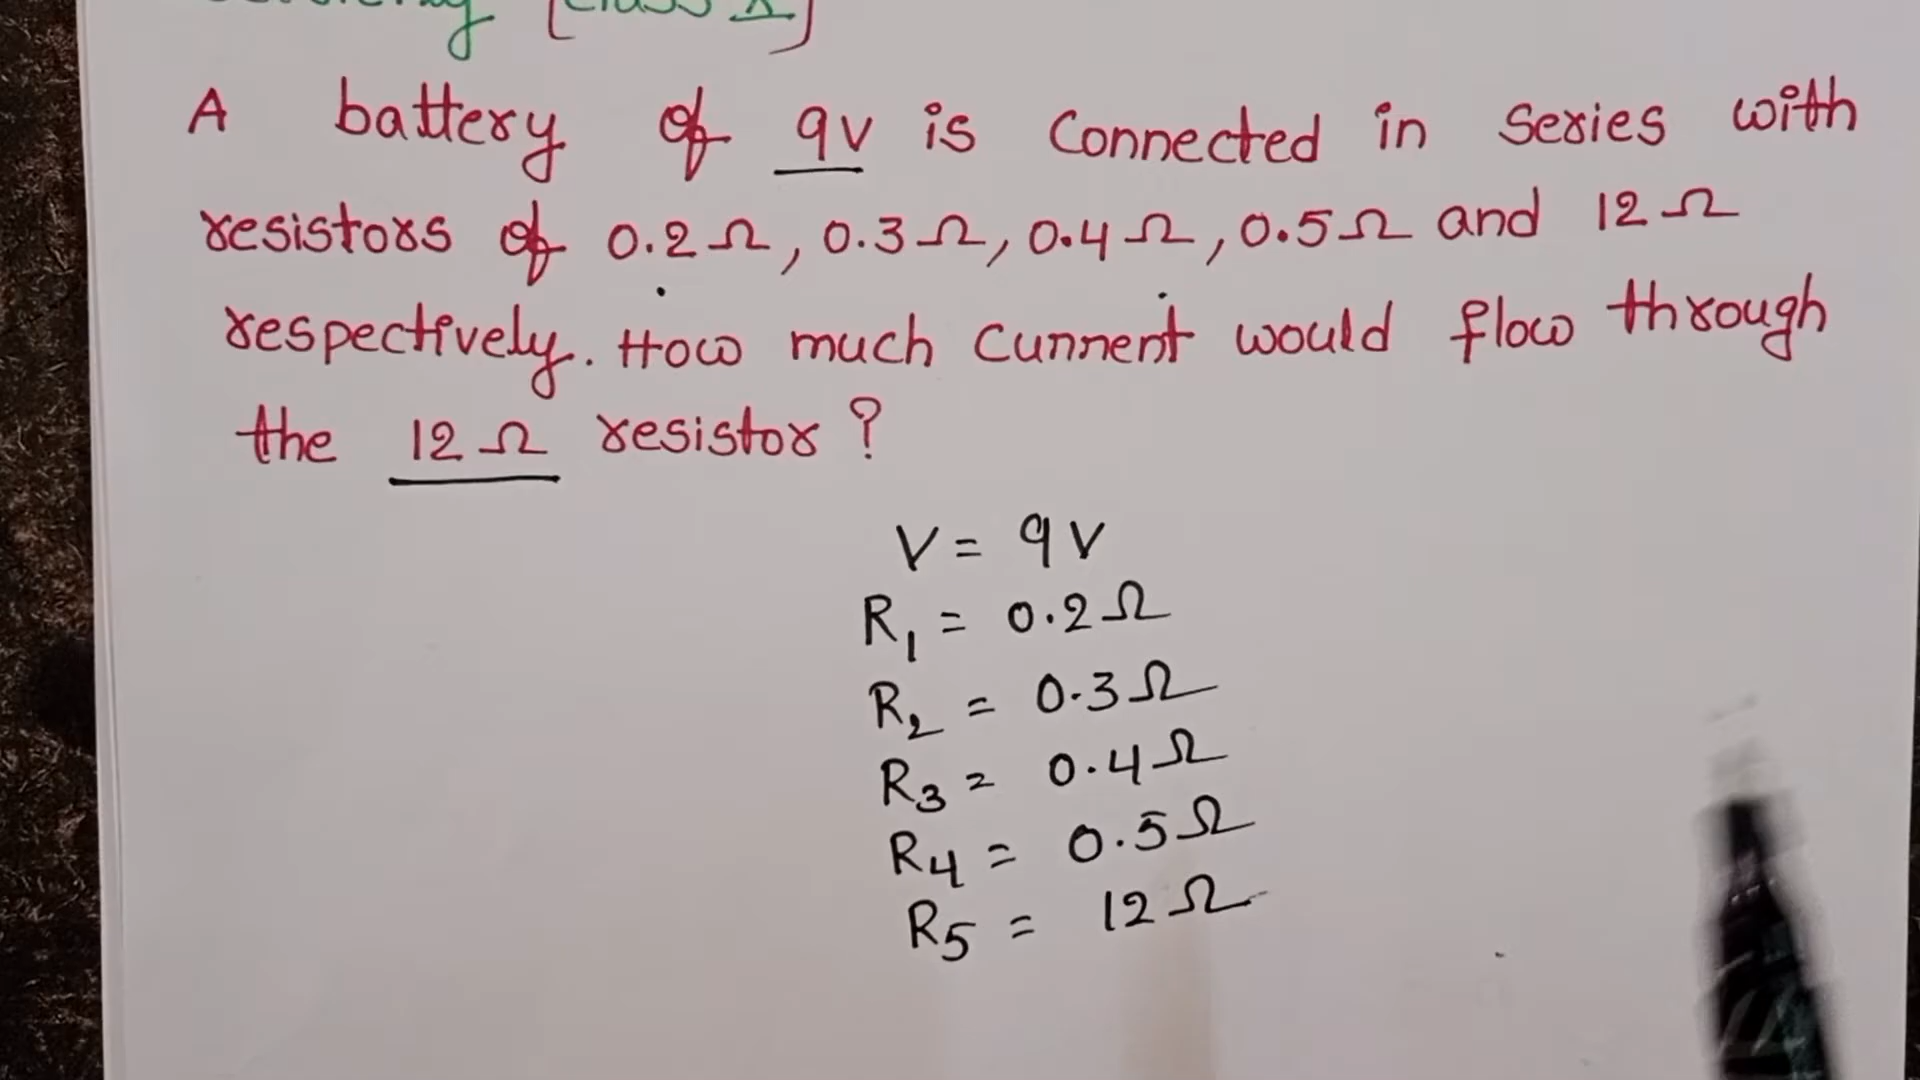 [Class X]
A battery of 9V is connected in series with
resistors of 0.2Ω, 0.3Ω, 0.4Ω, 0.5Ω and 12Ω
respectively. How much current would flow through
the 12Ω resistor?
V = 9V
R₁ = 0.2Ω
R₂ = 0.3Ω
R₃ = 0.4Ω
R₄ = 0.5Ω
R₅ = 12Ω